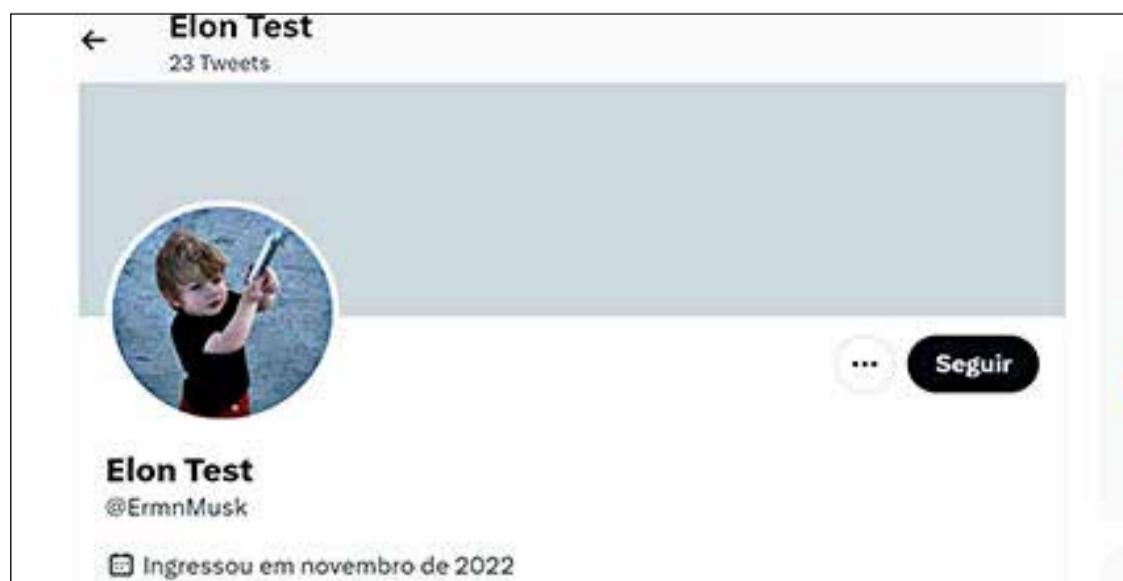 Elon Test
23 Tweets
Seguir
Elon Test
@ErmnMusk
Ingressou em novembro de 2022